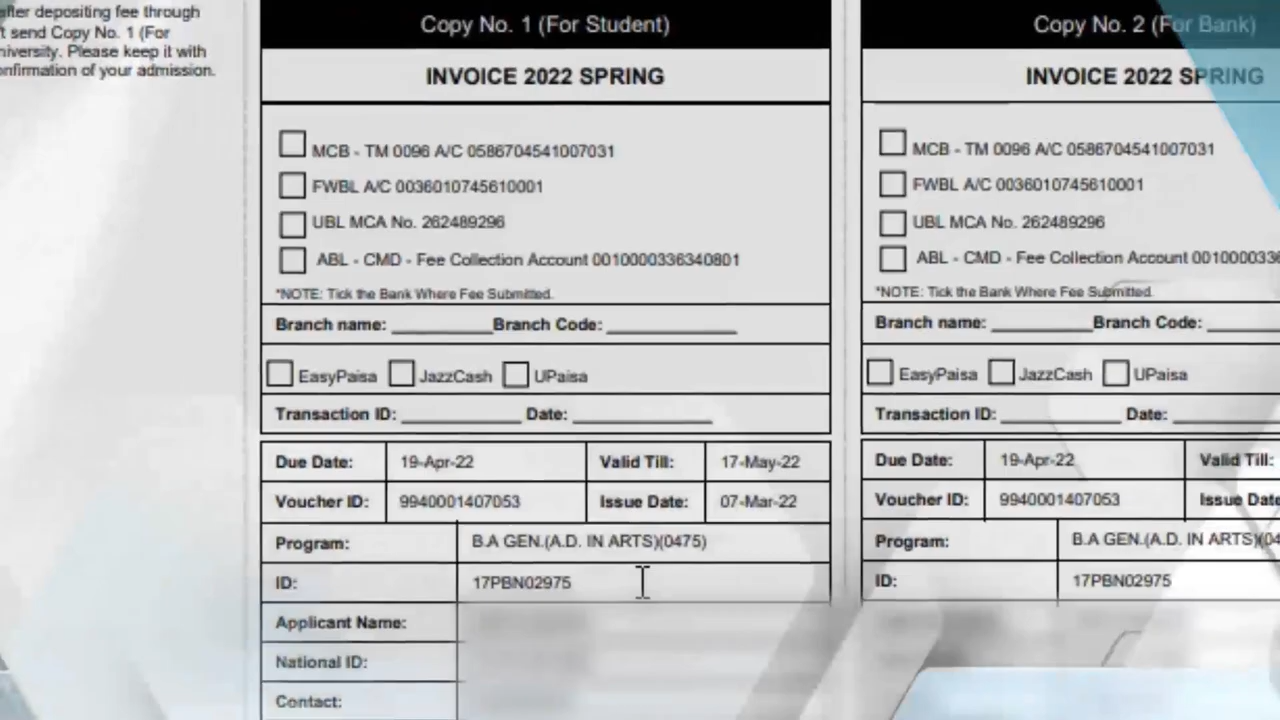 after depositing fee through
t send Copy No. 1 (For
niversity. Please keep it with
onfirmation of your admission.
Copy No. 1 (For Student)
INVOICE 2022 SPRING
MCB - TM 0096 A/C 0586704541007031
FWBL A/C 0036010745610001
UBL MCA No. 262489296
ABL - CMD - Fee Collection Account 0010000336340801
*NOTE: Tick the Bank Where Fee Submitted.
Branch name: __________ Branch Code: _____________
EasyPaisa JazzCash UPaisa
Transaction ID: ____________ Date: ______________
Due Date: 19-Apr-22 Valid Till: 17-May-22
Voucher ID: 9940001407053 Issue Date: 07-Mar-22
Program: B.A GEN.(A.D. IN ARTS)(0475)
ID: 17PBN02975
Applicant Name:
National ID:
Contact:
Copy No. 2 (For Bank)
INVOICE 2022 SPRING
MCB - TM 0096 A/C 0586704541007031
FWBL A/C 0036010745610001
UBL MCA No. 262489296
ABL - CMD - Fee Collection Account 001000033
*NOTE: Tick the Bank Where Fee Submitted.
Branch name: __________ Branch Code: _______
EasyPaisa JazzCash UPaisa
Transaction ID: ____________ Date: __________
Due Date: 19-Apr-22 Valid Till:
Voucher ID: 9940001407053 Issue Date
Program: B.A GEN.(A.D. IN ARTS)(04
ID: 17PBN02975